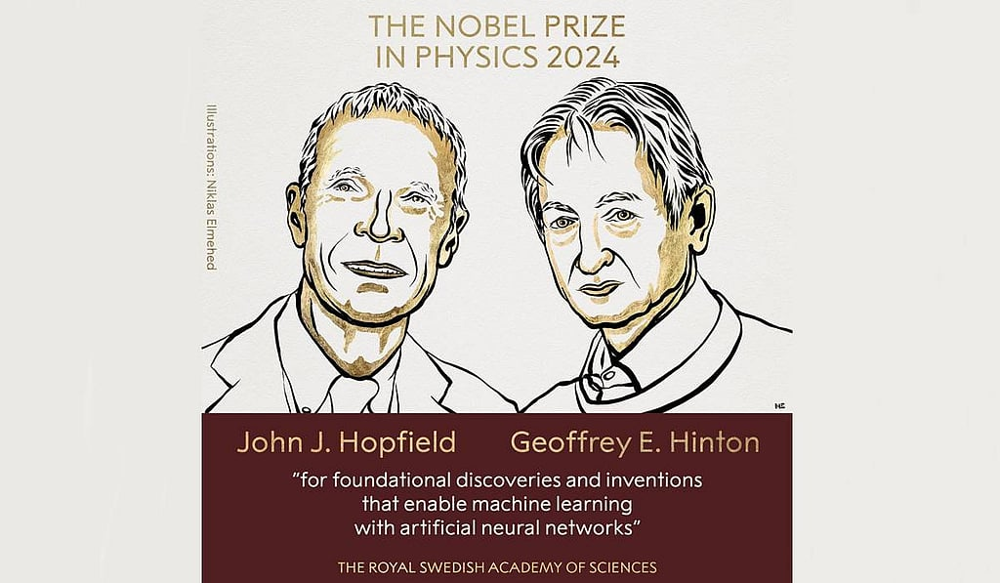 THE NOBEL PRIZE
IN PHYSICS 2024
Illustrations: Niklas Elmehed
John J. Hopfield
Geoffrey E. Hinton
”for foundational discoveries and inventions
that enable machine learning
with artificial neural networks”
THE ROYAL SWEDISH ACADEMY OF SCIENCES